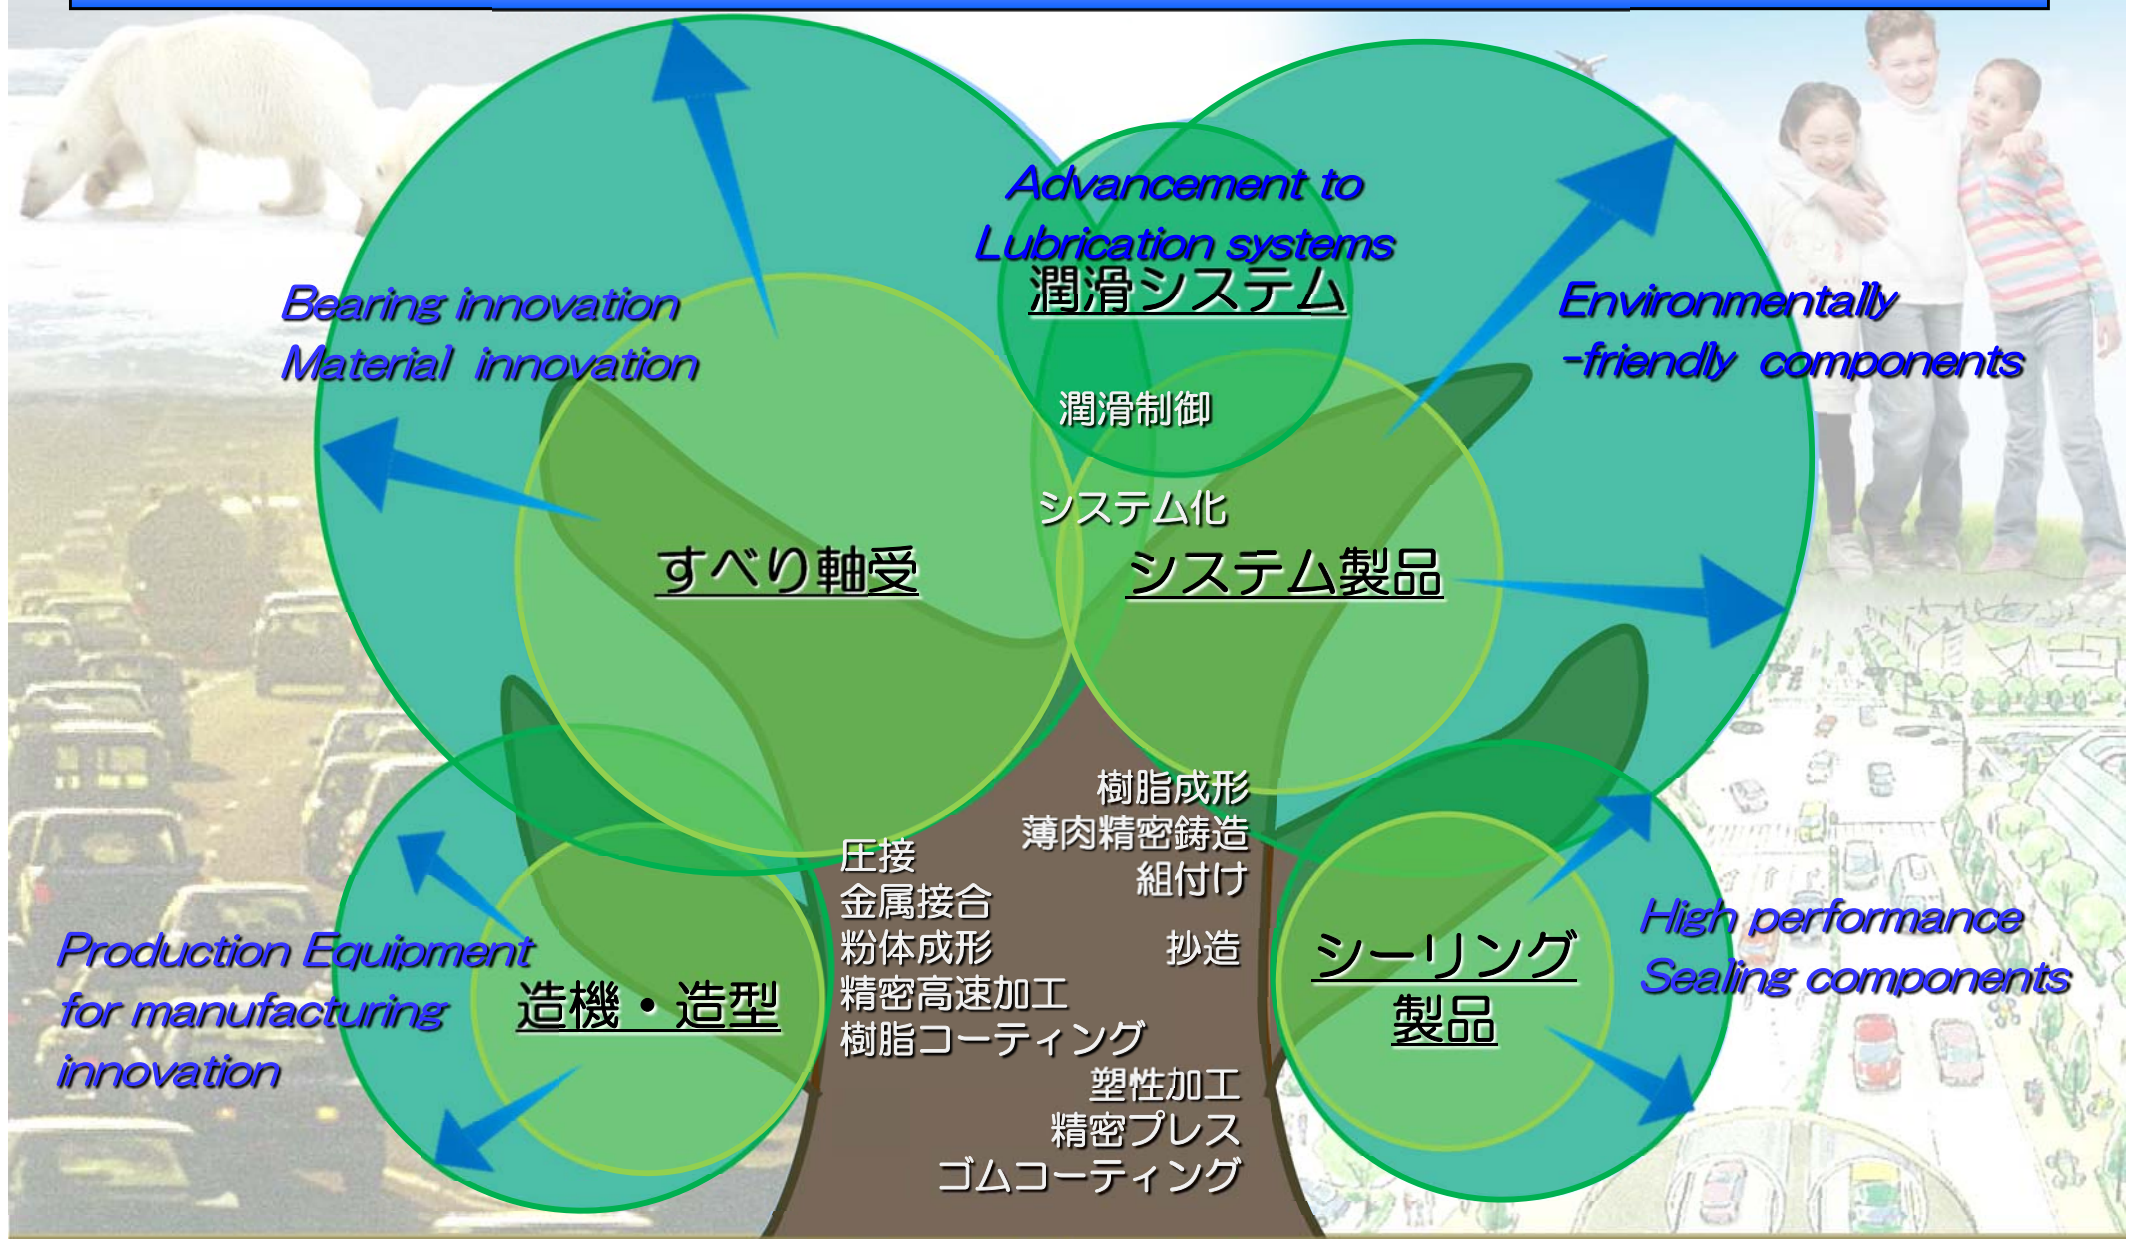 Advancement to
Lubrication systems
潤滑システム
Bearing innovation
Material innovation
Environmentally
-friendly components
潤滑制御
システム化
すべり軸受
システム製品
樹脂成形
薄肉精密鋳造
組付け
圧接
金属接合
粉体成形
精密高速加工
樹脂コーティング
抄造
シーリング
製品
High performance
Sealing components
Production Equipment
for manufacturing
innovation
造機・造型
塑性加工
精密プレス
ゴムコーティング